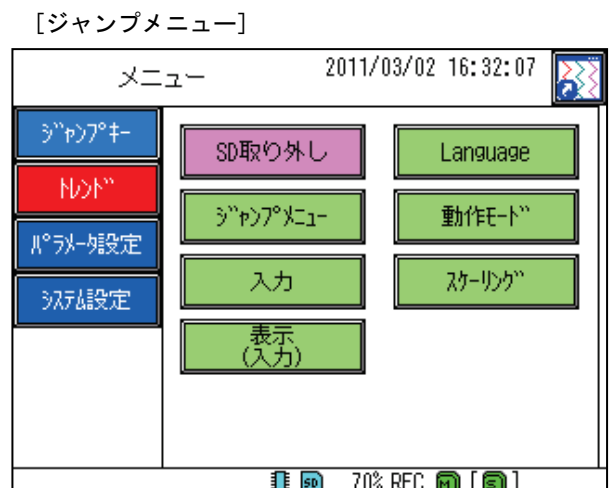 ［ジャンプメニュー］
メニュー 2011/03/02 16:32:07
ｼﾞｬﾝﾌﾟｷｰ
ﾄﾚﾝﾄﾞ
ﾊﾟﾗﾒｰﾀ設定
ｼｽﾃﾑ設定
SD取り外し Language
ｼﾞｬﾝﾌﾟﾒﾆｭｰ 動作ﾓｰﾄﾞ
入力 ｽｹｰﾘﾝｸﾞ
表示
(入力)
SD 70% REC M [ S ]